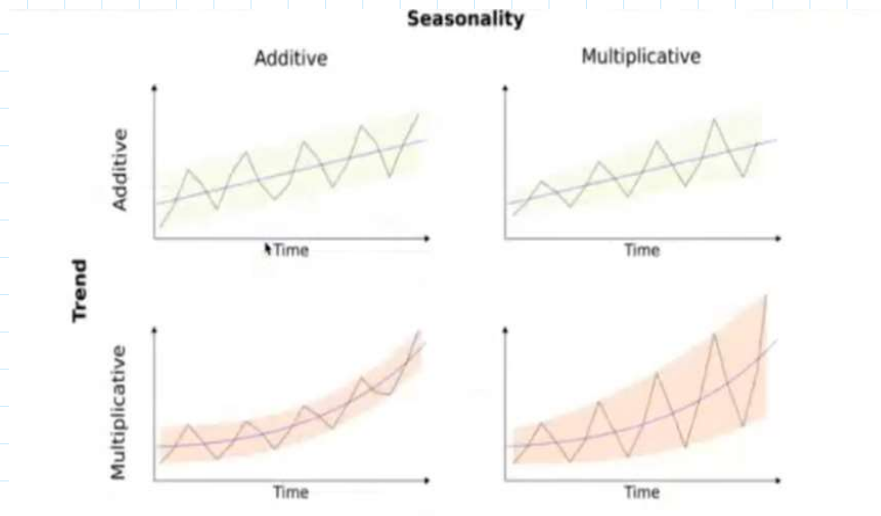 Seasonality
Additive
Multiplicative
Trend
Additive
Time
Time
Multiplicative
Time
Time